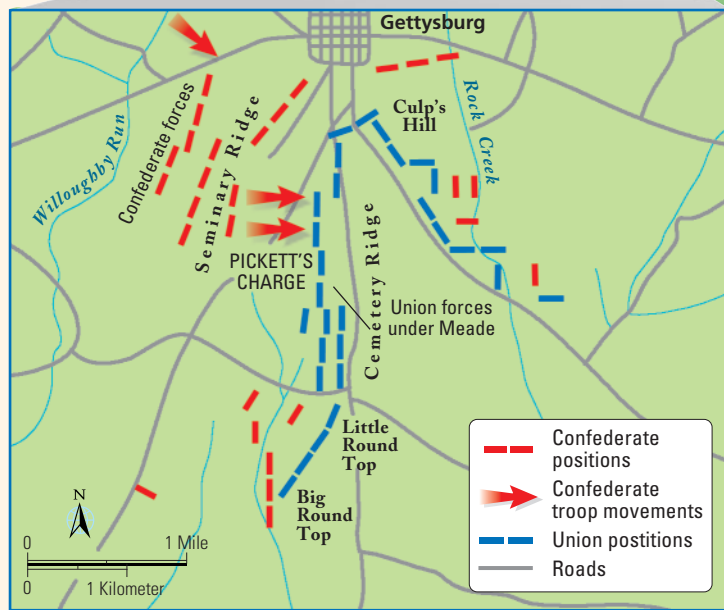 Gettysburg
Rock Creek
Culp's
Hill
Willoughby Run
Confederate forces
Seminary Ridge
PICKETT'S
CHARGE
Cemetery Ridge
Union forces
under Meade
Little
Round
Top
Big
Round
Top
N
0 1 Mile
0 1 Kilometer
Confederate
positions
Confederate
troop movements
Union postitions
Roads